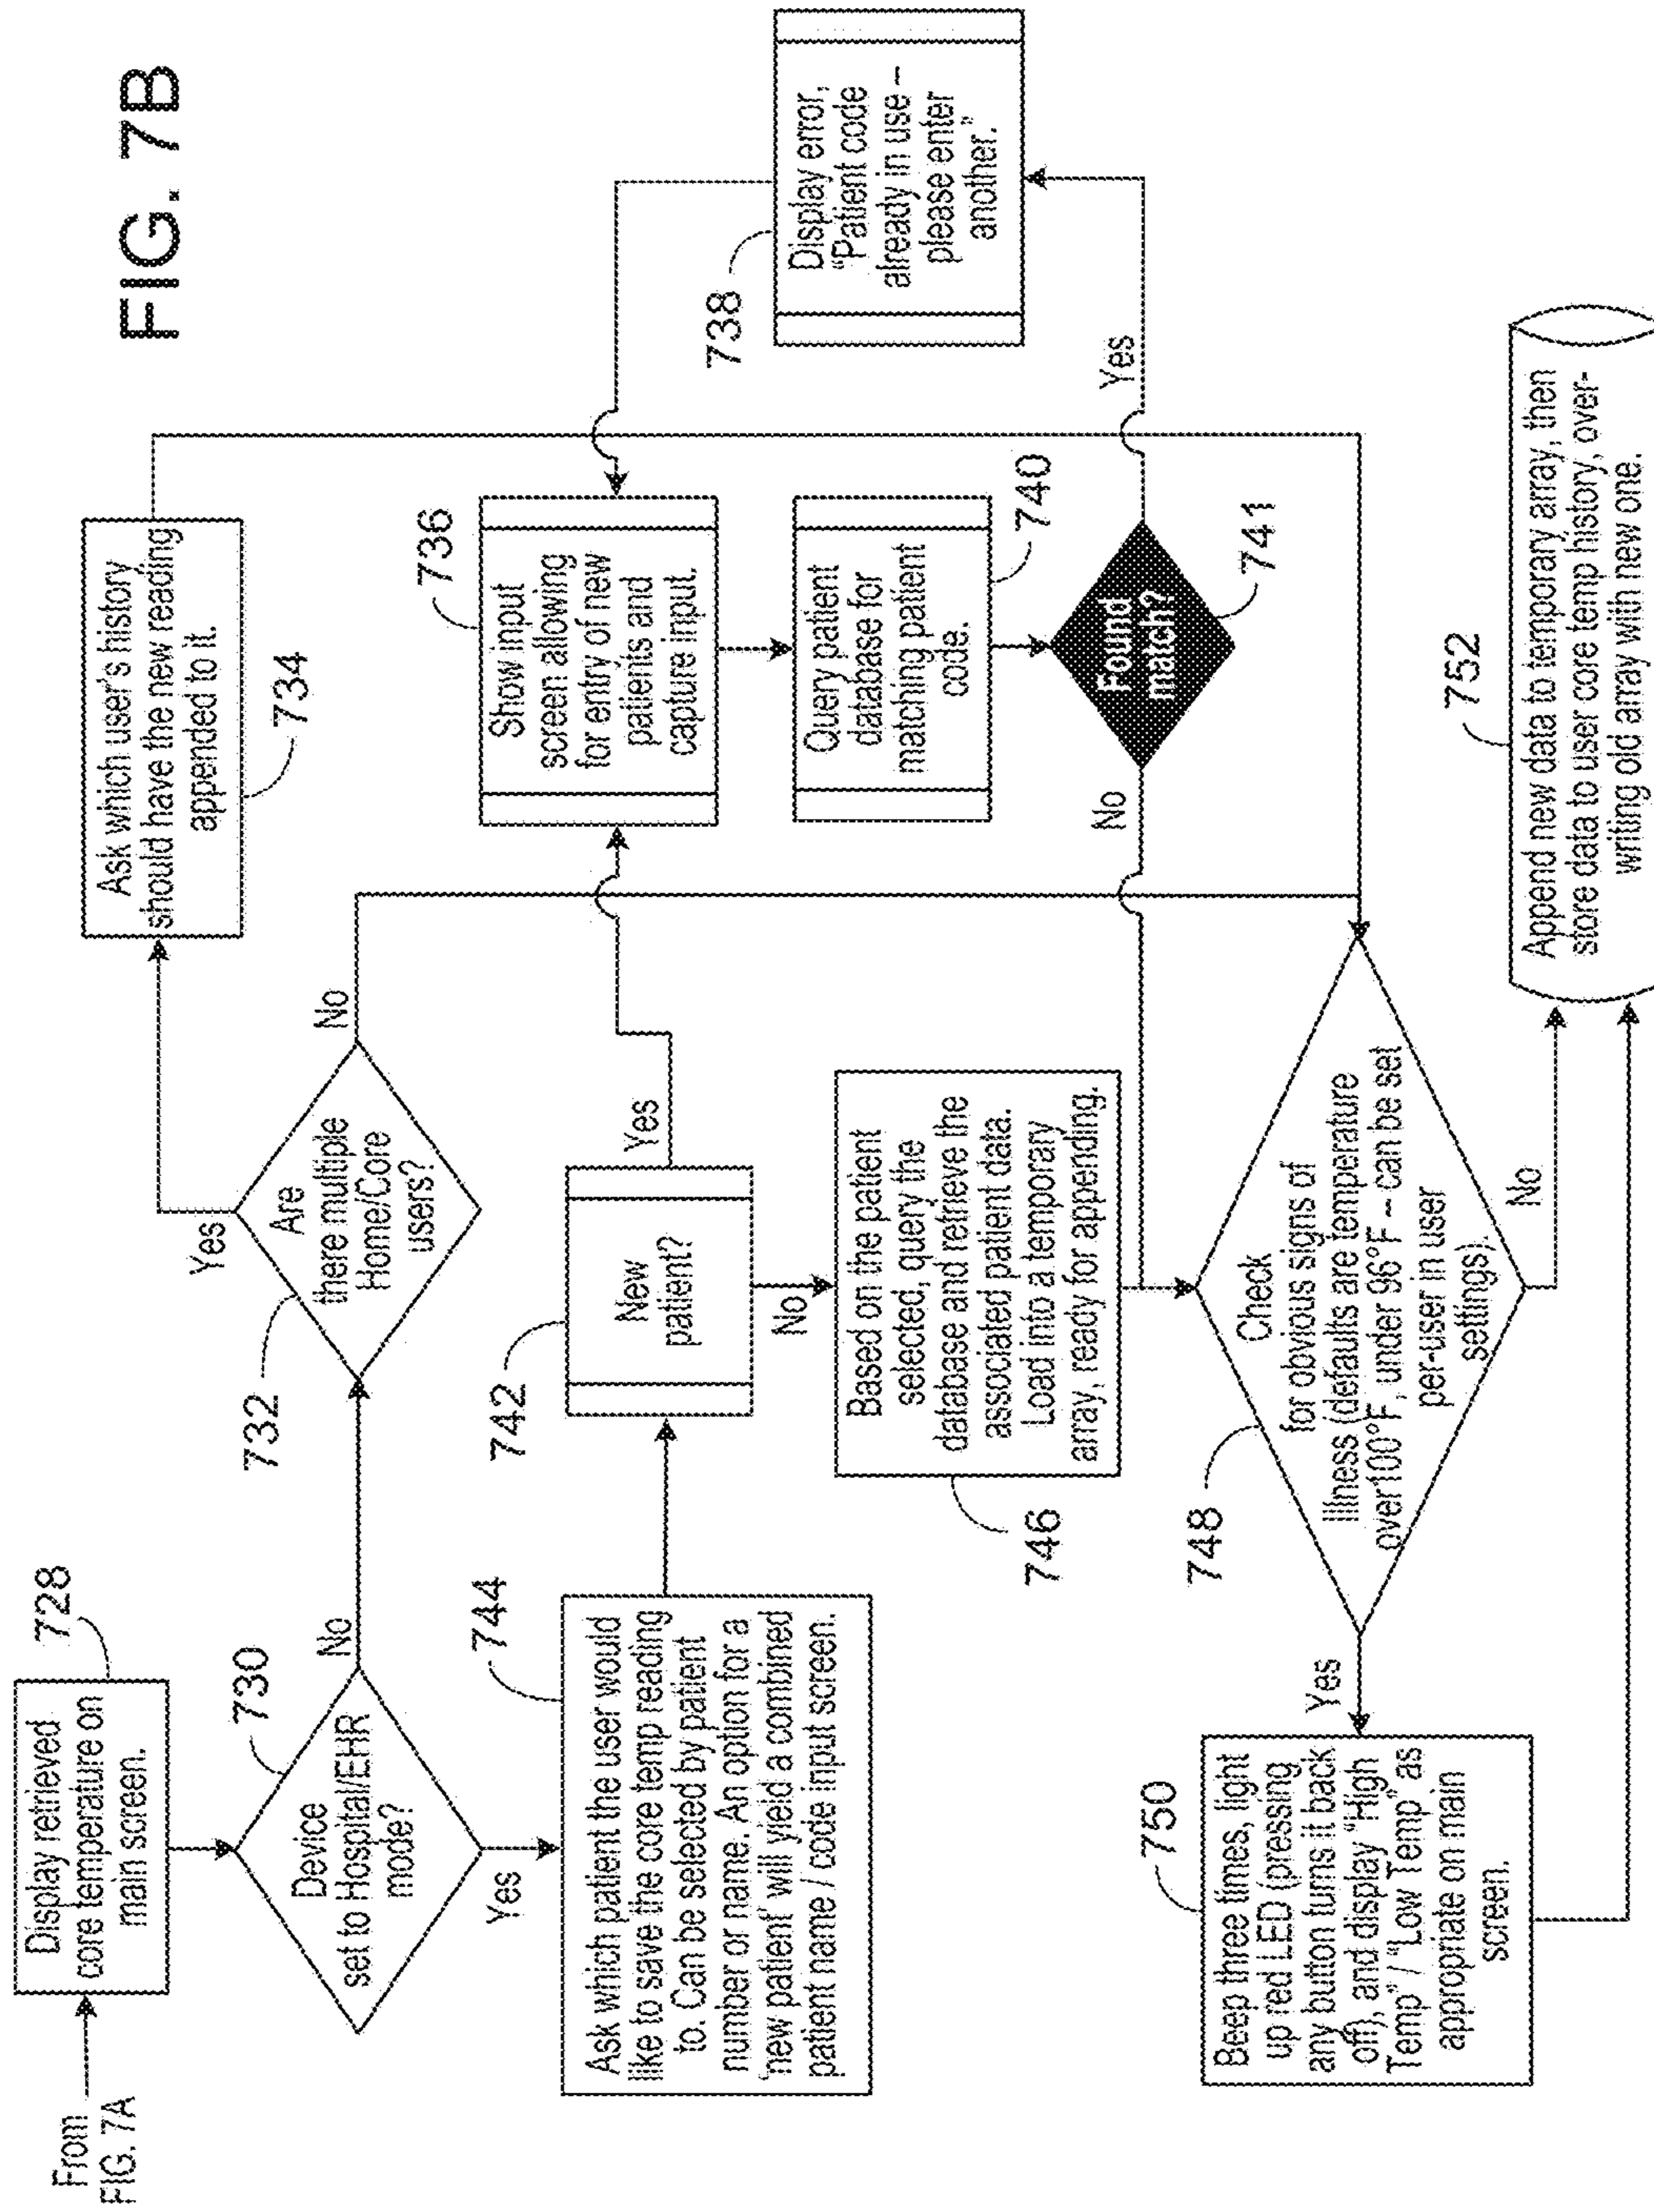 FIG. 7B
From
FIG. 7A
Display retrieved
core temperature on
main screen.
728
Device
set to Hospital/EHR
mode?
730
No
Yes
Are
there multiple
Home/Core
users?
732
Yes
No
Ask which user's history
should have the new reading
appended to it.
734
Ask which patient the user would
like to save the core temp reading
to. Can be selected by patient
number or name. An option for a
'new patient' will yield a combined
patient name / code input screen.
744
New
patient?
742
Yes
No
Show input
screen allowing
for entry of new
patients and
capture input.
736
Display error,
"Patient code
already in use –
please enter
another."
738
Query patient
database for
matching patient
code.
740
Found
match?
741
Yes
No
Based on the patient
selected, query the
database and retrieve the
associated patient data.
Load into a temporary
array, ready for appending.
746
Check
for obvious signs of
illness (defaults are temperature
over100°F, under 96°F -- can be set
per-user in user
settings).
748
Yes
No
Beep three times, light
up red LED (pressing
any button turns it back
off), and display "High
Temp" / "Low Temp" as
appropriate on main
screen.
750
Append new data to temporary array, then
store data to user core temp history, over-
writing old array with new one.
752